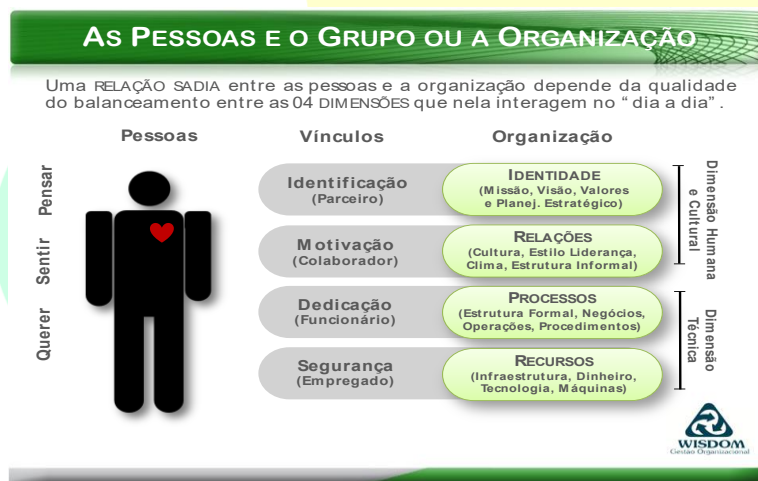 AS PESSOAS E O GRUPO OU A ORGANIZAÇÃO
Uma RELAÇÃO SADIA entre as pessoas e a organização depende da qualidade
do balanceamento entre as 04 DIMENSÕES que nela interagem no “dia a dia”.
Pessoas
Vínculos
Organização
Pensar
Sentir
Querer
Identificação
(Parceiro)
IDENTIDADE
(Missão, Visão, Valores
e Planej. Estratégico)
Motivação
(Colaborador)
RELAÇÕES
(Cultura, Estilo Liderança,
Clima, Estrutura Informal)
Dedicação
(Funcionário)
PROCESSOS
(Estrutura Formal, Negócios,
Operações, Procedimentos)
Segurança
(Empregado)
RECURSOS
(Infraestrutura, Dinheiro,
Tecnologia, Máquinas)
Dimensão Humana
e Cultural
Dimensão
Técnica
WISDOM
Gestão Organizacional